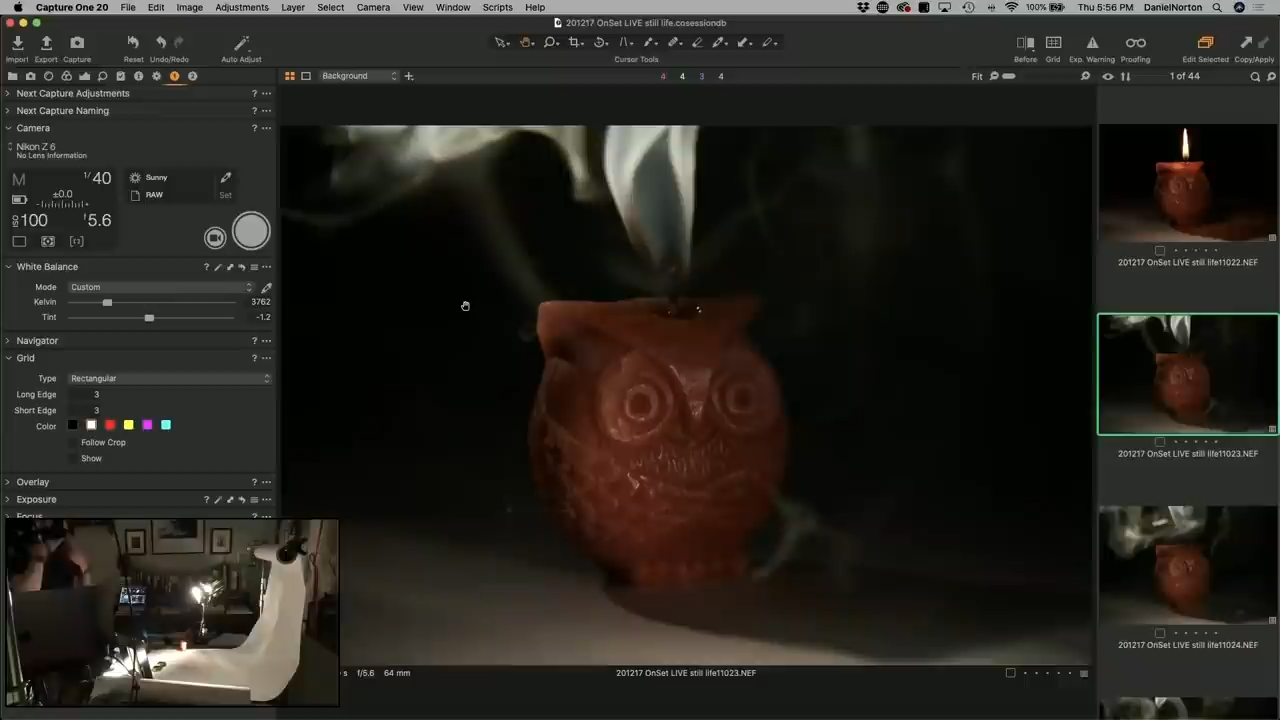 Capture One 20 File Edit Image Adjustments Layer Select Camera View Window Scripts Help 100% Thu 5:56 PM DanielNorton
201217 OnSet LIVE still life.cosessiondb
Import Export Capture Reset Undo/Redo Auto Adjust Cursor Tools Before Grid Exp. Warning Proofing Edit Selected Copy/Apply
Background 4 4 3 4 Fit 1 of 44
Next Capture Adjustments ? ...
Next Capture Naming ? ...
Camera ? ...
Nikon Z 6
No Lens Information
M 1/40 Sunny
±0.0 RAW Set
ISO 100 f5.6
White Balance ? ...
Mode Custom
Kelvin 3762
Tint -1.2
Navigator ? ...
Grid ? ...
Type Rectangular
Long Edge 3
Short Edge 3
Color
Follow Crop
Show
Overlay ? ...
Exposure ? ...
Focus ? ...
s f/5.6 64 mm 201217 OnSet LIVE still life11023.NEF
201217 OnSet LIVE still life11022.NEF
201217 OnSet LIVE still life11023.NEF
201217 OnSet LIVE still life11024.NEF